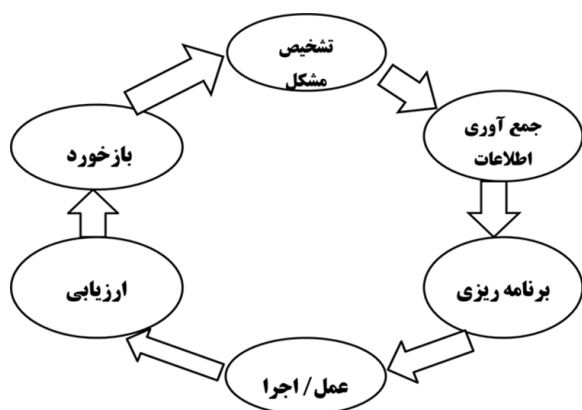 تشخیص
مشکل
جمع آوری
اطلاعات
برنامه ریزی
عمل/ اجرا
ارزیابی
بازخورد